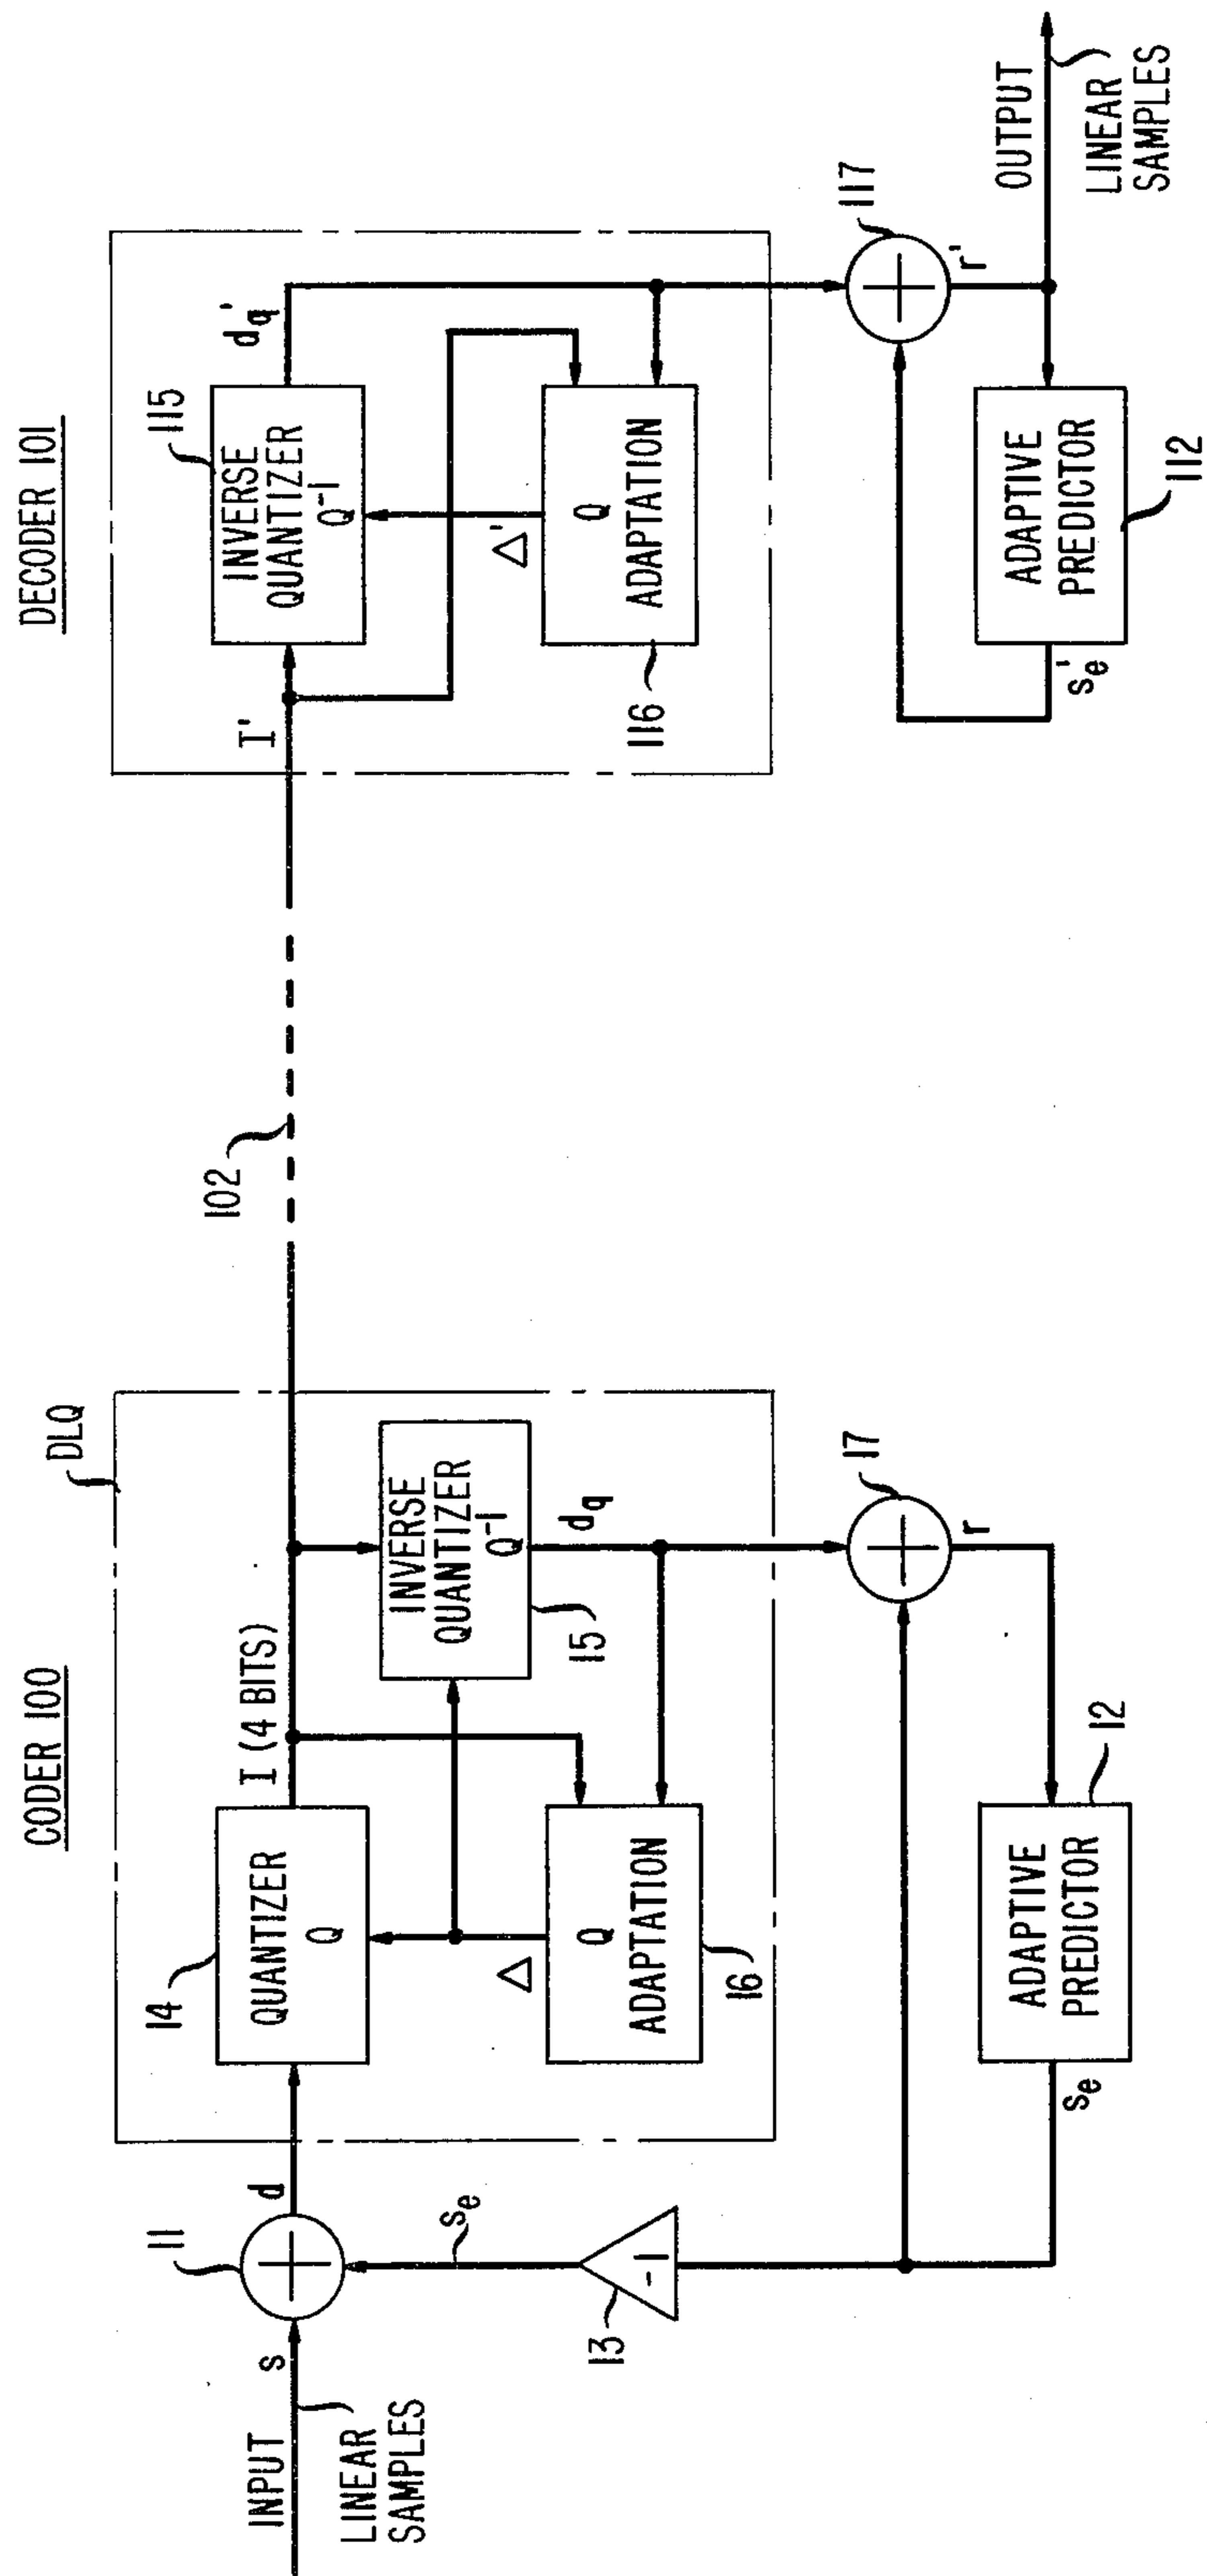 CODER 100
DECODER 101
INPUT
LINEAR
SAMPLES
s
11
d
s_e
-1
13
DLQ
14
QUANTIZER
Q
I (4 BITS)
Δ
Q
ADAPTATION
16
INVERSE
QUANTIZER
Q^-1
15
d_q
17
r
ADAPTIVE
PREDICTOR
12
s_e
102
I'
115
INVERSE
QUANTIZER
Q^-1
d_q'
Δ'
Q
ADAPTATION
116
117
r'
ADAPTIVE
PREDICTOR
112
s_e'
OUTPUT
LINEAR
SAMPLES